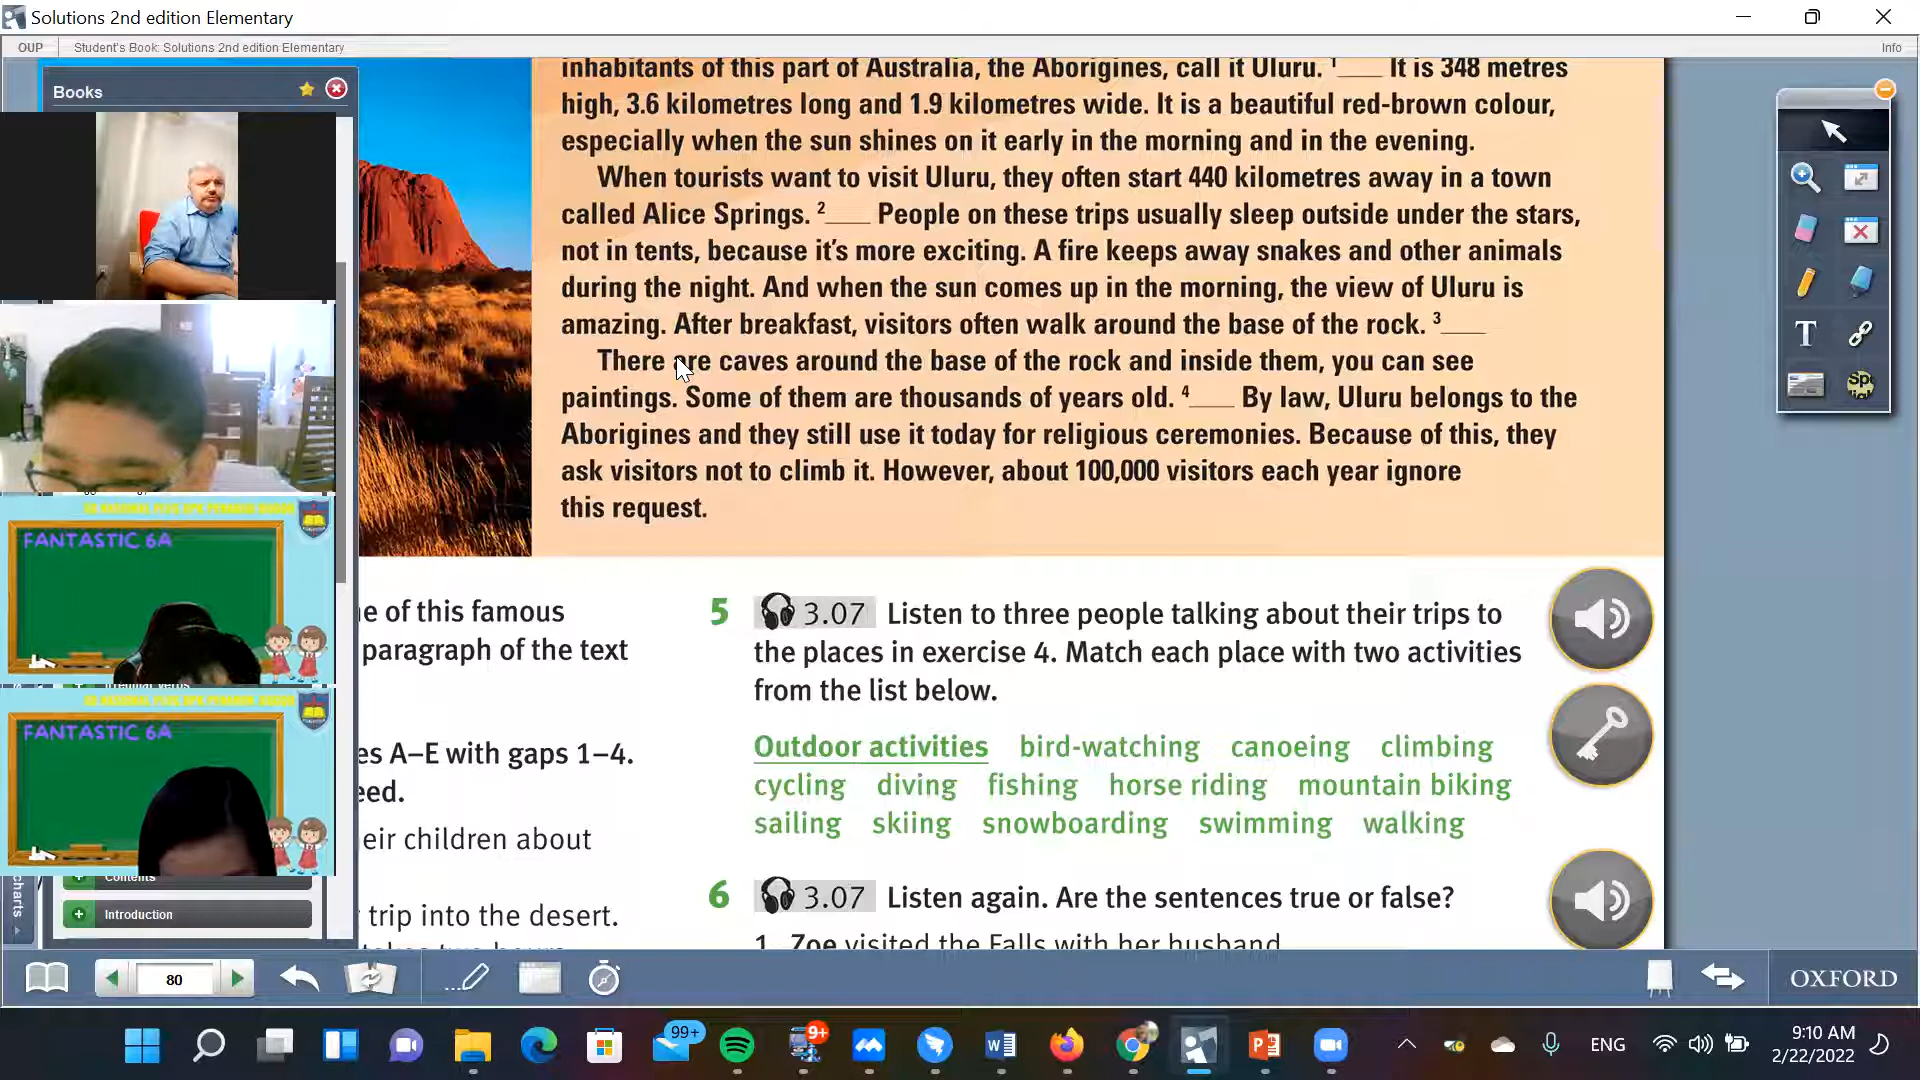 Solutions 2nd edition Elementary
OUP
Student's Book: Solutions 2nd edition Elementary
Info
Books
inhabitants of this part of Australia, the Aborigines, call it Uluru. 1___ It is 348 metres
high, 3.6 kilometres long and 1.9 kilometres wide. It is a beautiful red-brown colour,
especially when the sun shines on it early in the morning and in the evening.
When tourists want to visit Uluru, they often start 440 kilometres away in a town
called Alice Springs. 2___ People on these trips usually sleep outside under the stars,
not in tents, because it's more exciting. A fire keeps away snakes and other animals
during the night. And when the sun comes up in the morning, the view of Uluru is
amazing. After breakfast, visitors often walk around the base of the rock. 3___
There are caves around the base of the rock and inside them, you can see
paintings. Some of them are thousands of years old. 4___ By law, Uluru belongs to the
Aborigines and they still use it today for religious ceremonies. Because of this, they
ask visitors not to climb it. However, about 100,000 visitors each year ignore
this request.
FANTASTIC 6A
FANTASTIC 6A
Contents
Introduction
charts
ne of this famous
paragraph of the text
es A–E with gaps 1–4.
eed.
eir children about
trip into the desert.
5 3.07 Listen to three people talking about their trips to
the places in exercise 4. Match each place with two activities
from the list below.
Outdoor activities bird-watching canoeing climbing
cycling diving fishing horse riding mountain biking
sailing skiing snowboarding swimming walking
6 3.07 Listen again. Are the sentences true or false?
1 Zoe visited the Falls with her husband
T
80
OXFORD
99+
9+
ENG
9:10 AM
2/22/2022